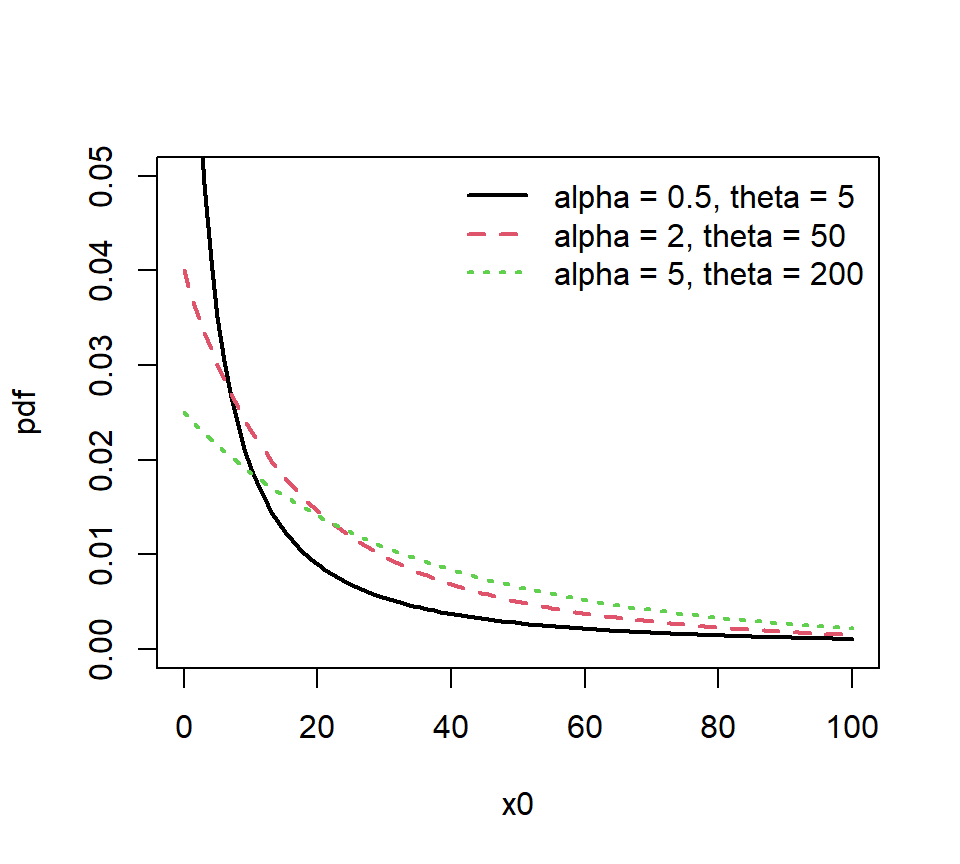 alpha = 0.5, theta = 5
alpha = 2, theta = 50
alpha = 5, theta = 200
pdf
0.05
0.04
0.03
0.02
0.01
0.00
0 20 40 60 80 100
x0